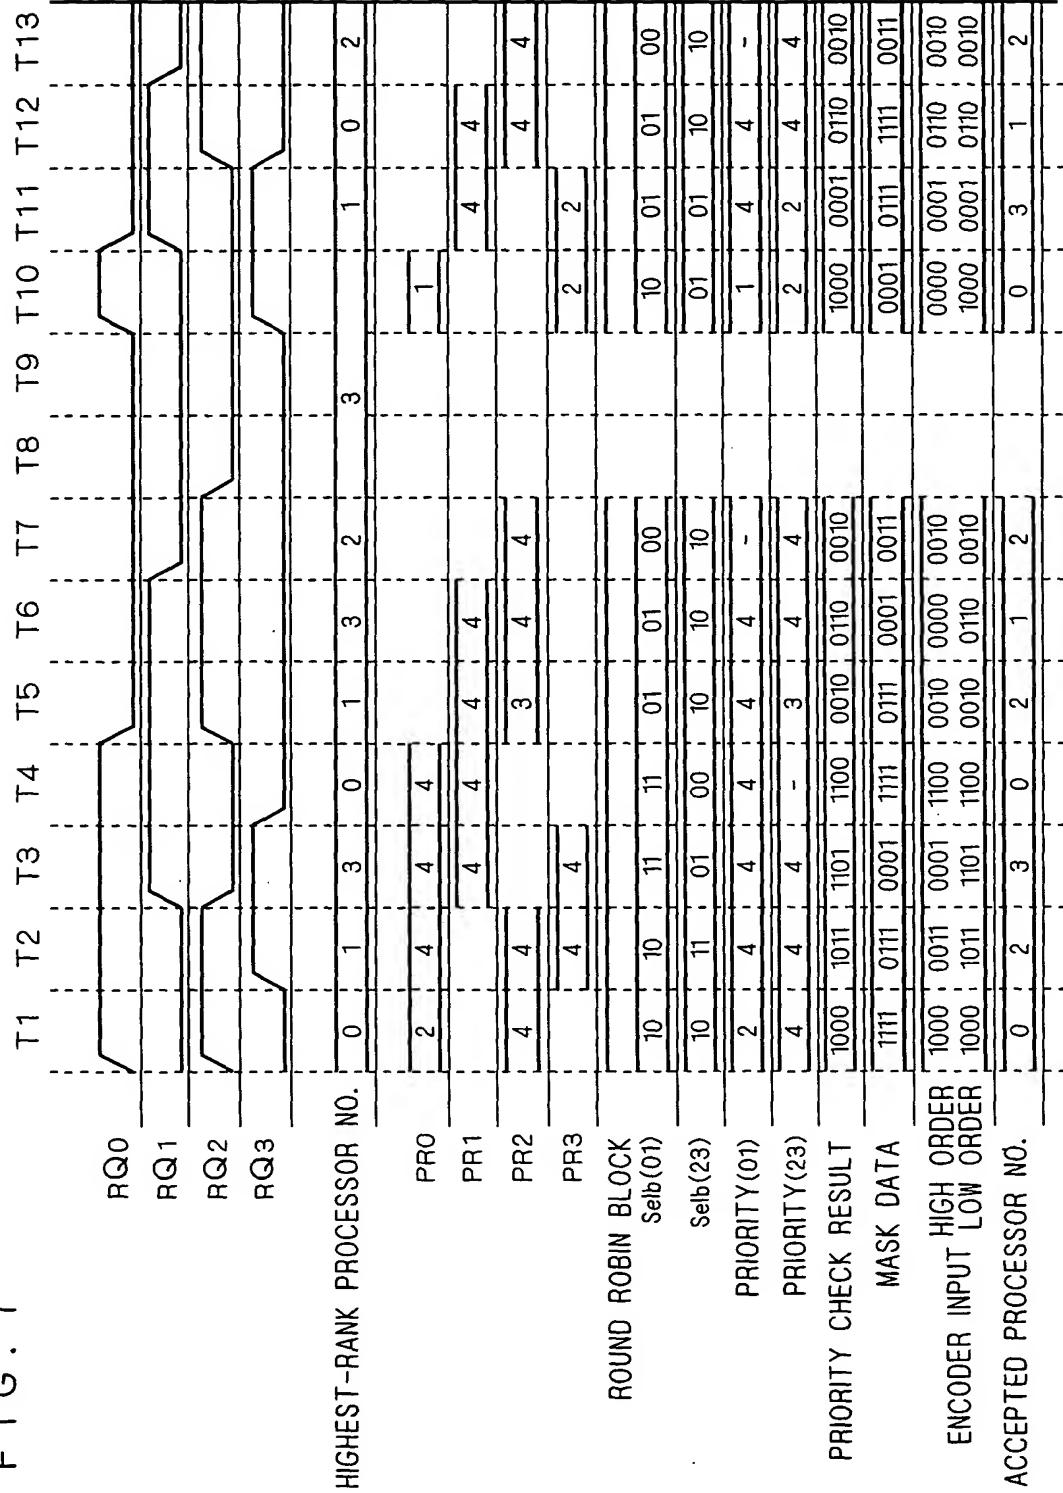 F I G .
T1 T2 T3 T4 T5 T6 T7 T8 T9 T10 T11 T12 T13
RQ0
RQ1
RQ2
RQ3
HIGHEST-RANK PROCESSOR NO. 0 1 3 0 1 3 2 3 1 0 2
PR0 2 4 4 4 1
PR1 4 4 4 4 4 4
PR2 4 4 3 4 4 4 4
PR3 4 4 2 2
ROUND ROBIN BLOCK
Selb(01) 10 10 11 11 01 01 00 10 01 01 00
Selb(23) 10 11 01 00 10 10 10 01 01 10 10
PRIORITY(01) 2 4 4 4 4 4 - 1 4 4 -
PRIORITY(23) 4 4 4 - 3 4 4 2 2 4 4
PRIORITY CHECK RESULT 1000 1011 1101 1100 0010 0110 0010 1000 0001 0110 0010
MASK DATA 1111 0111 0001 1111 0111 0001 0011 0001 0111 1111 0011
ENCODER INPUT HIGH ORDER 1000 0011 0001 1100 0010 0000 0010 0000 0001 0110 0010
LOW ORDER 1000 1011 1101 1100 0010 0110 0010 1000 0001 0110 0010
ACCEPTED PROCESSOR NO. 0 2 3 0 2 1 2 0 3 1 2